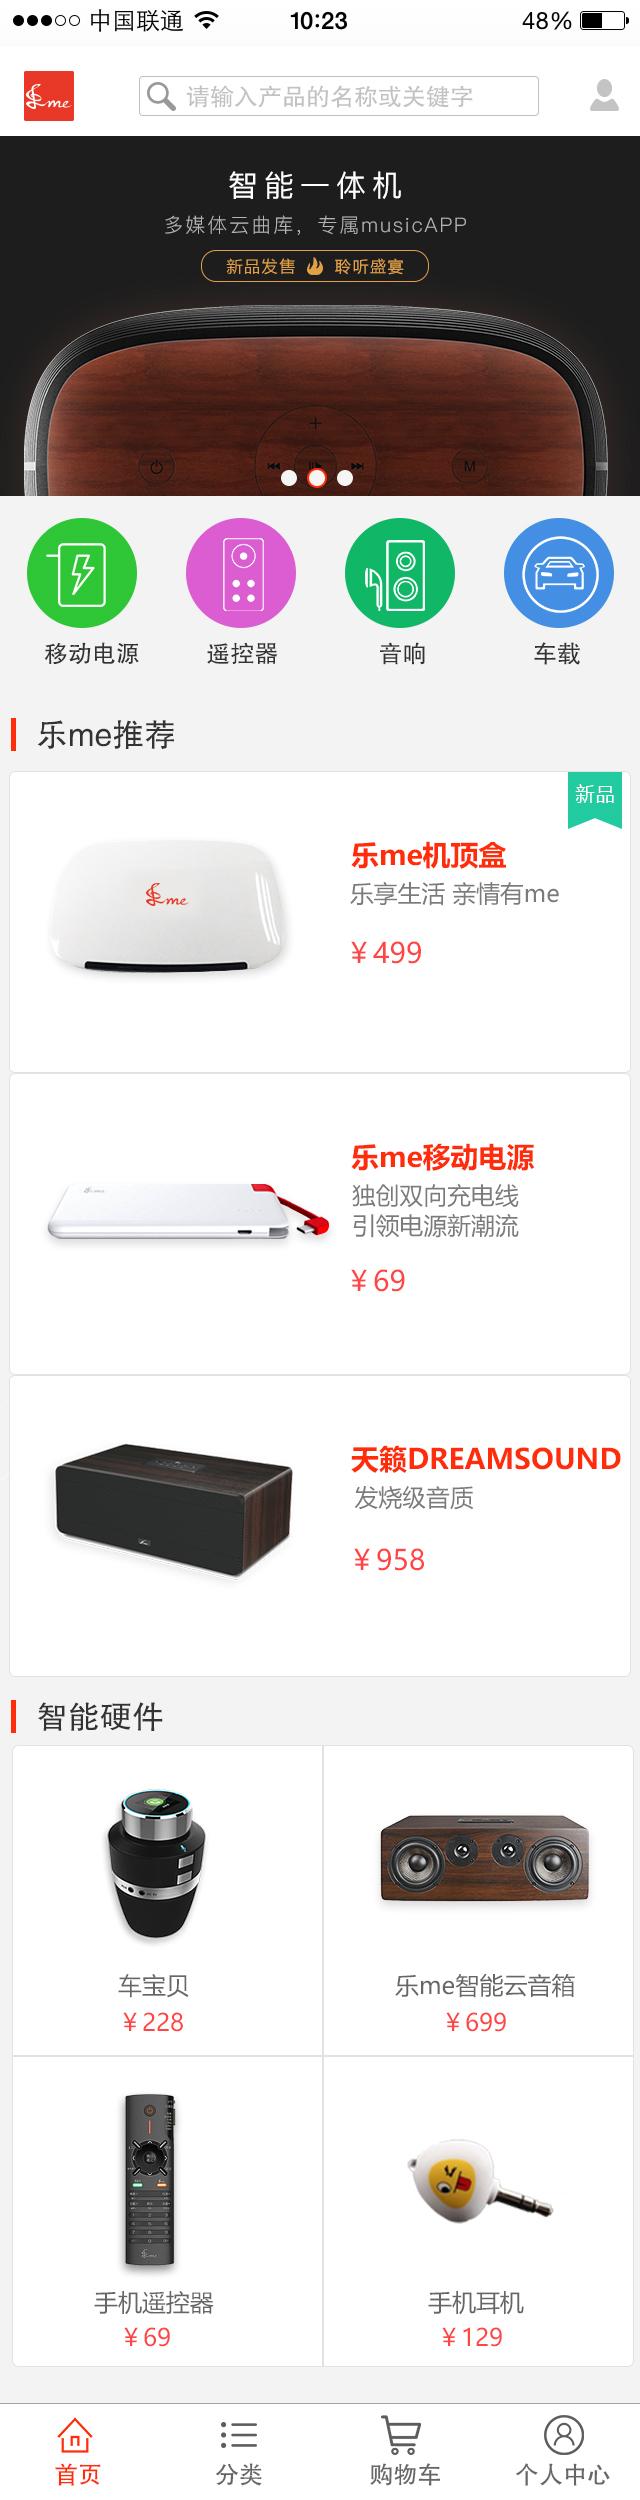 中国联通 10:23 48%
me
请输入产品的名称或关键字
智能一体机
多媒体云曲库，专属musicAPP
新品发售 聆听盛宴
M
移动电源 遥控器 音响 车载
乐me推荐
新品
me
乐me机顶盒
乐享生活 亲情有me
¥ 499
乐me移动电源
独创双向充电线
引领电源新潮流
¥ 69
天籁DREAMSOUND
发烧级音质
¥ 958
智能硬件
车宝贝
¥ 228
乐me智能云音箱
¥ 699
手机遥控器
¥ 69
手机耳机
¥ 129
首页 分类 购物车 个人中心